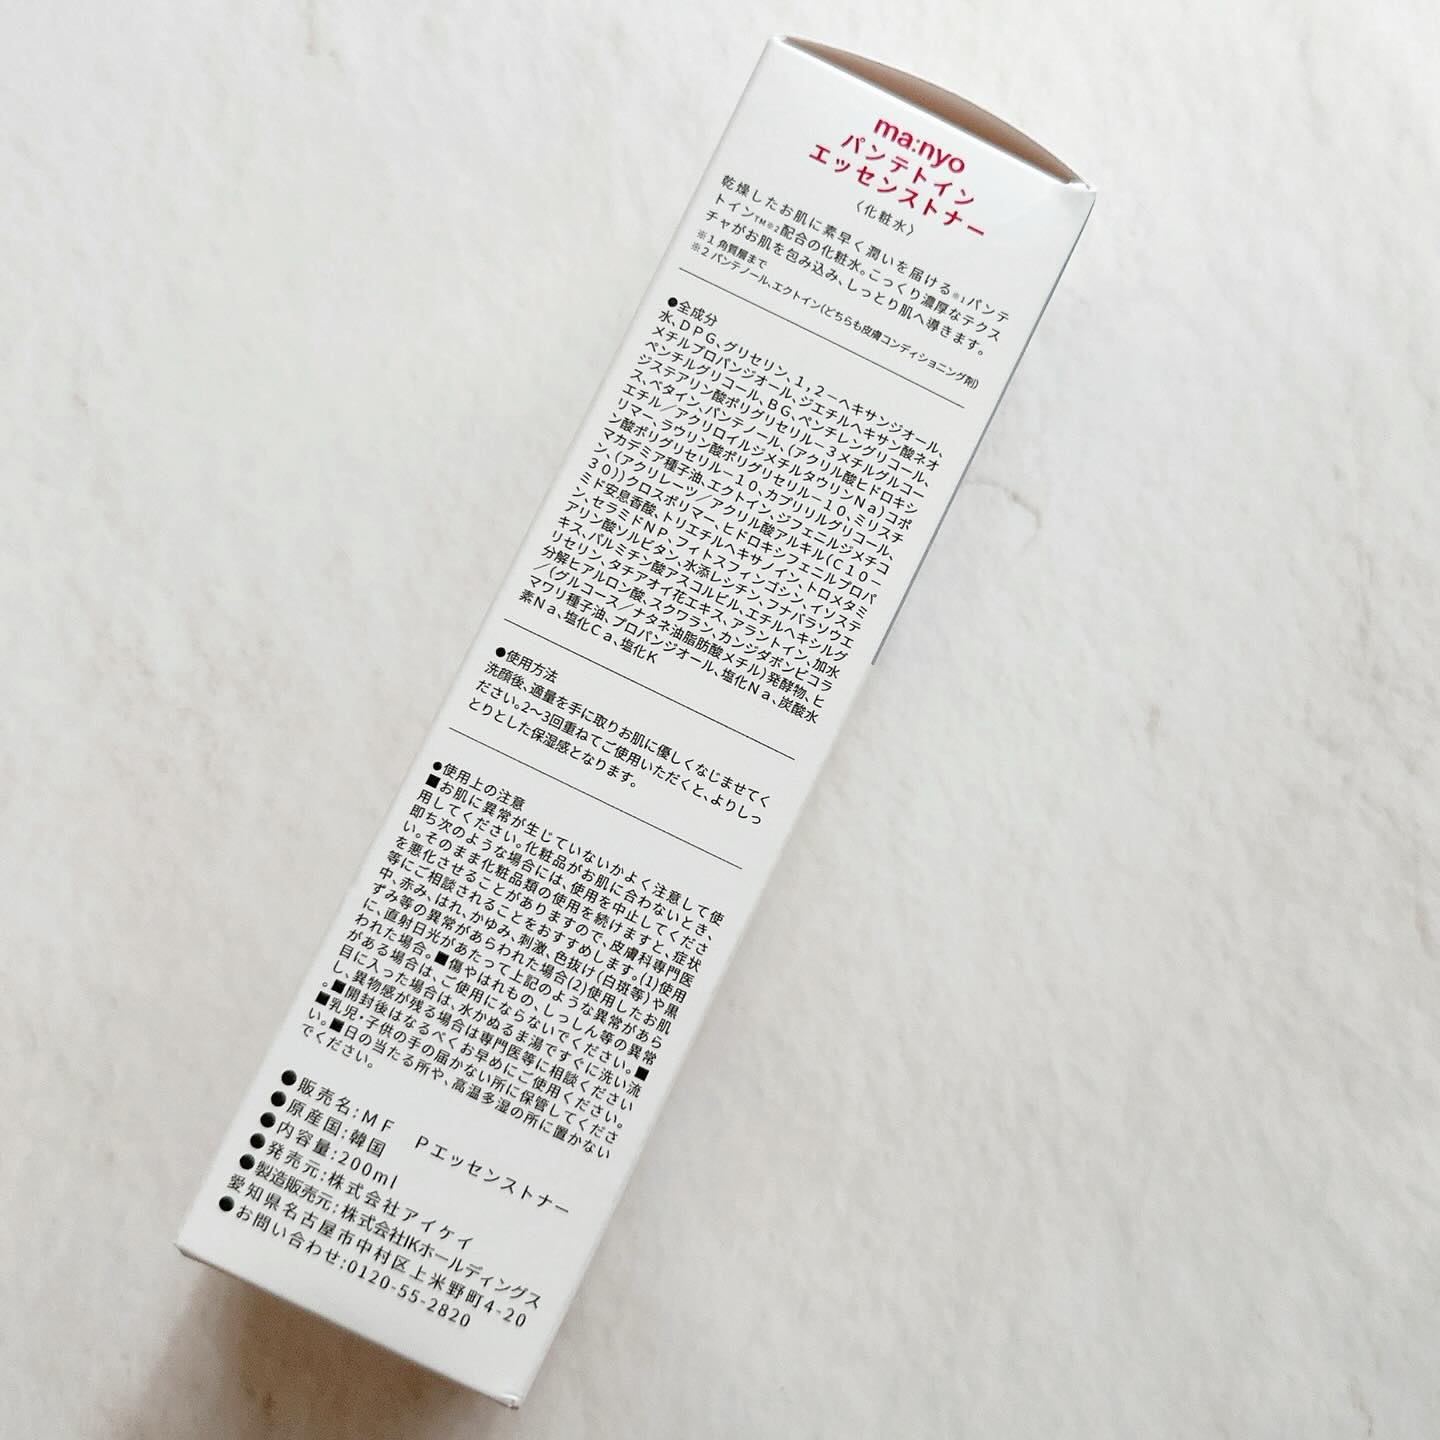 ma:nyo
パンテトイン
エッセンストナー
〈化粧水〉
乾燥したお肌に素早く潤いを届ける※1パンテ
トイン™※2配合の化粧水。こっくり濃厚なテクス
チャがお肌を包み込み、しっとり肌へ導きます。
※１ 角質層まで
※２ パンテノール、エクトイン(どちらも皮膚コンディショニング剤)
●全成分
水、ＤＰＧ、グリセリン、１，２－ヘキサンジオール、
メチルプロパンジオール、ジエチルヘキサン酸ネオ
ペンチルグリコール、ＢＧ、ペンチレングリコール、
ジステアリン酸ポリグリセリル－３メチルグルコー
ス、ベタイン、パンテノール、（アクリル酸ヒドロキシ
エチル／アクリロイルジメチルタウリンＮａ）コポ
リマー、ラウリン酸ポリグリセリル－１０、ミリスチ
ン酸ポリグリセリル－１０、カプリリルグリコール、
マカデミア種子油、エクトイン、ジフェニルジメチコ
ン、（アクリレーツ／アクリル酸アルキル（Ｃ１０－
３０））クロスポリマー、ヒドロキシフェニルプロパ
ミド安息香酸、トリエチルヘキサノイン、トロメタミ
ン、セラミドＮＰ、フィトスフィンゴシン、イソステ
アリン酸ソルビタン、水添レシチン、フナバラソウエ
キス、パルミチン酸アスコルビル、エチルヘキシルグ
リセリン、タチアオイ花エキス、アラントイン、加水
分解ヒアルロン酸、スクワラン、カンジダボンビコラ
／（グルコース／ナタネ油脂肪酸メチル）発酵物、ヒ
マワリ種子油、プロパンジオール、塩化Ｎａ、炭酸水
素Ｎａ、塩化Ｃａ、塩化Ｋ
●使用方法
洗顔後、適量を手に取りお肌に優しくなじませてく
ださい。2～3回重ねてご使用いただくと、よりしっ
とりとした保湿感となります。
●使用上の注意
■お肌に異常が生じていないかよく注意して使
用してください。化粧品がお肌に合わないとき、
即ち次のような場合には、使用を中止してくださ
い。そのまま化粧品類の使用を続けますと、症状
を悪化させることがありますので、皮膚科専門医
等にご相談されることをおすすめします。(1)使用
中、赤み、はれ、かゆみ、刺激、色抜け(白斑等)や黒
ずみ等の異常があらわれた場合(2)使用したお肌
に、直射日光があたって上記のような異常があら
われた場合。■傷やはれもの、しっしん等の異常
がある場合は、ご使用にならないでください。■
目に入った場合は、水かぬるま湯ですぐに洗い流
し、異物感が残る場合は専門医等に相談ください
。■開封後はなるべくお早めにご使用ください。
■乳児・子供の手の届かない所に保管してくださ
い。■日の当たる所や、高温多湿の所に置かない
でください。
●販売名：ＭＦ　Ｐエッセンストナー
●原産国：韓国
●内容量：200ml
●発売元：株式会社アイケイ
●製造販売元：株式会社IKホールディングス
愛知県名古屋市中村区上米野町4-20
●お問い合わせ：0120-55-2820